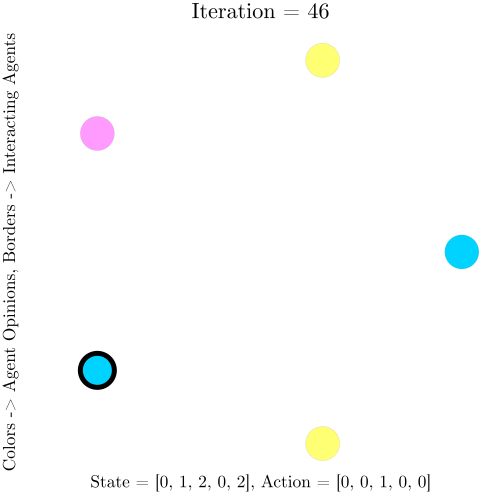 Iteration = 46
Colors -> Agent Opinions, Borders -> Interacting Agents
State = [0, 1, 2, 0, 2], Action = [0, 0, 1, 0, 0]